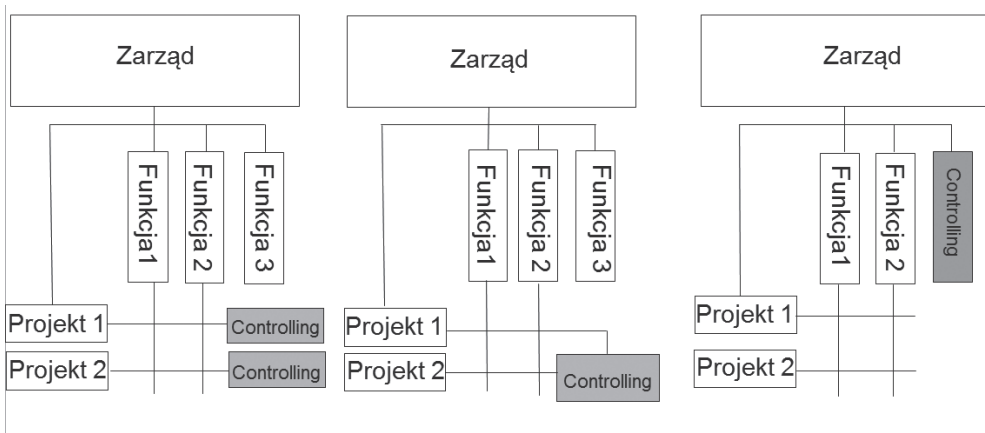 Zarząd
Funkcja1
Funkcja 2
Funkcja 3
Projekt 1
Controlling
Projekt 2
Controlling
Zarząd
Funkcja1
Funkcja 2
Funkcja 3
Projekt 1
Projekt 2
Controlling
Zarząd
Funkcja1
Funkcja 2
Controlling
Projekt 1
Projekt 2